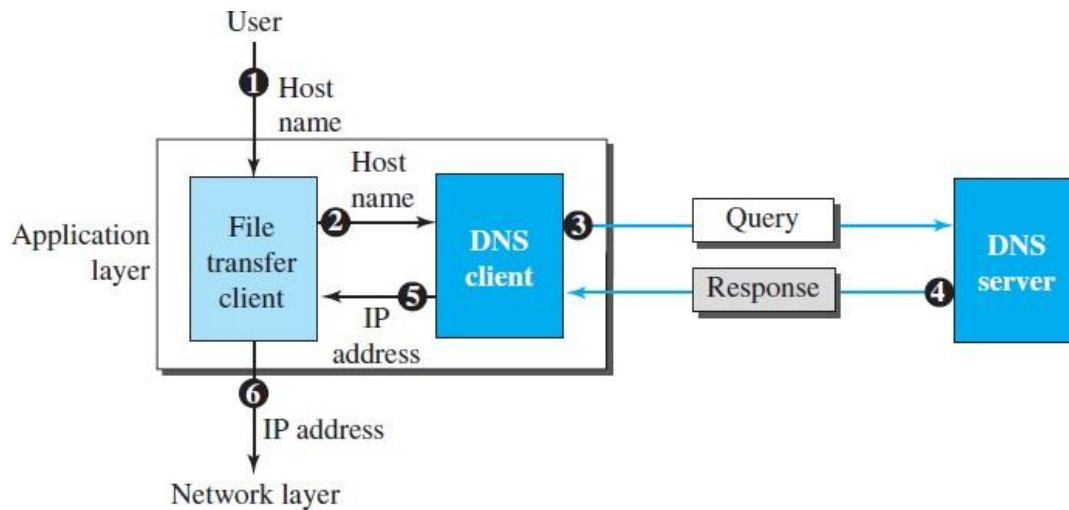 User
1
Host
name
Host
name
2
3
Query
Application
layer
File
transfer
client
DNS
client
DNS
server
5
Response
4
IP
address
6
IP address
Network layer